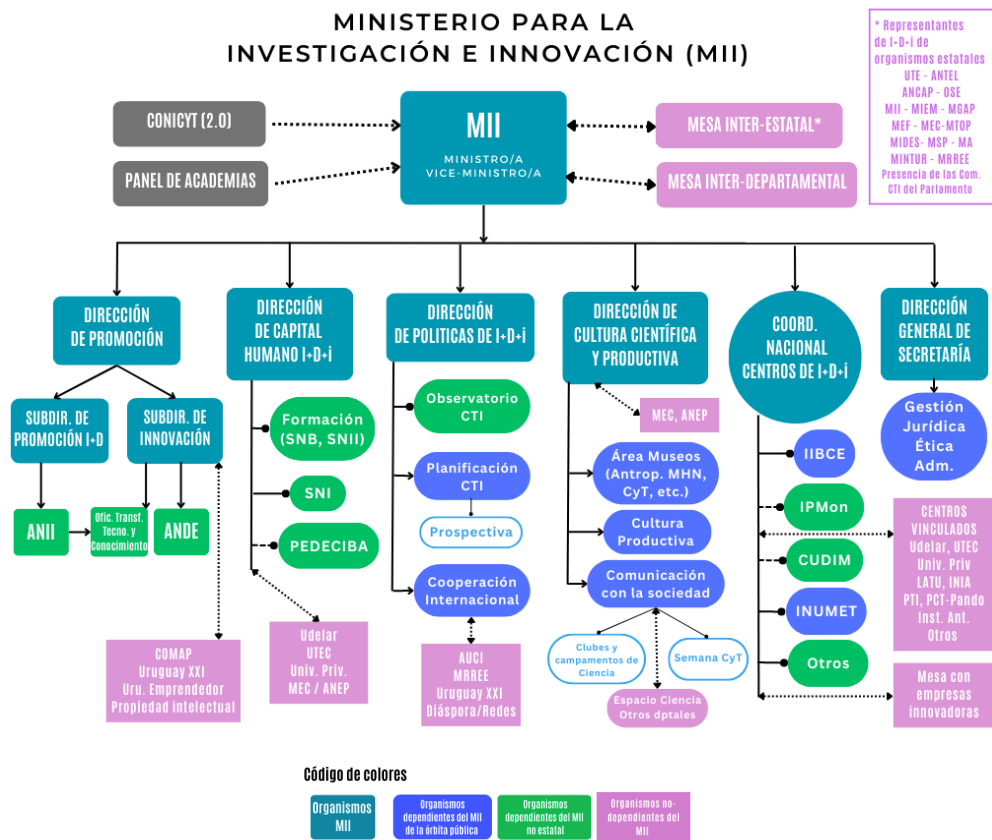 MINISTERIO PARA LA
INVESTIGACIÓN E INNOVACIÓN (MII)
* Representantes
de I+D+i de
organismos estatales
UTE - ANTEL
ANCAP - OSE
MII - MIEM - MGAP
MEF - MEC-MTOP
MIDES- MSP - MA
MINTUR - MRREE
Presencia de las Com.
CTI del Parlamento
CONICYT (2.0)
PANEL DE ACADEMIAS
MII
MINISTRO/A
VICE-MINISTRO/A
MESA INTER-ESTATAL*
MESA INTER-DEPARTAMENTAL
DIRECCIÓN
DE PROMOCIÓN
SUBDIR. DE
PROMOCIÓN I+D
SUBDIR. DE
INNOVACIÓN
ANII
Ofic. Transf.
Tecno. y
Conocimiento
ANDE
COMAP
Uruguay XXI
Uru. Emprendedor
Propiedad intelectual
DIRECCIÓN
DE CAPITAL
HUMANO I+D+i
Formación
(SNB, SNII)
SNI
PEDECIBA
Udelar
UTEC
Univ. Priv.
MEC / ANEP
DIRECCIÓN
DE POLITICAS DE I+D+i
Observatorio
CTI
Planificación
CTI
Prospectiva
Cooperación
Internacional
AUCI
MRREE
Uruguay XXI
Diáspora/Redes
DIRECCIÓN DE
CULTURA CIENTÍFICA
Y PRODUCTIVA
MEC, ANEP
Área Museos
(Antrop. MHN,
CyT, etc.)
Cultura
Productiva
Comunicación
con la sociedad
Clubes y
campamentos de
Ciencia
Semana CyT
Espacio Ciencia
Otros dptales
COORD.
NACIONAL
CENTROS DE I+D+i
IIBCE
IPMon
CUDIM
INUMET
Otros
CENTROS
VINCULADOS
Udelar, UTEC
Univ. Priv
LATU, INIA
PTI, PCT-Pando
Inst. Ant.
Otros
Mesa con
empresas
innovadoras
DIRECCIÓN
GENERAL DE
SECRETARÍA
Gestión
Jurídica
Ética
Adm.
Código de colores
Organismos
MII
Organismos
dependientes del MII
de la órbita pública
Organismos
dependientes del MII
no estatal
Organismos no-
dependientes del
MII